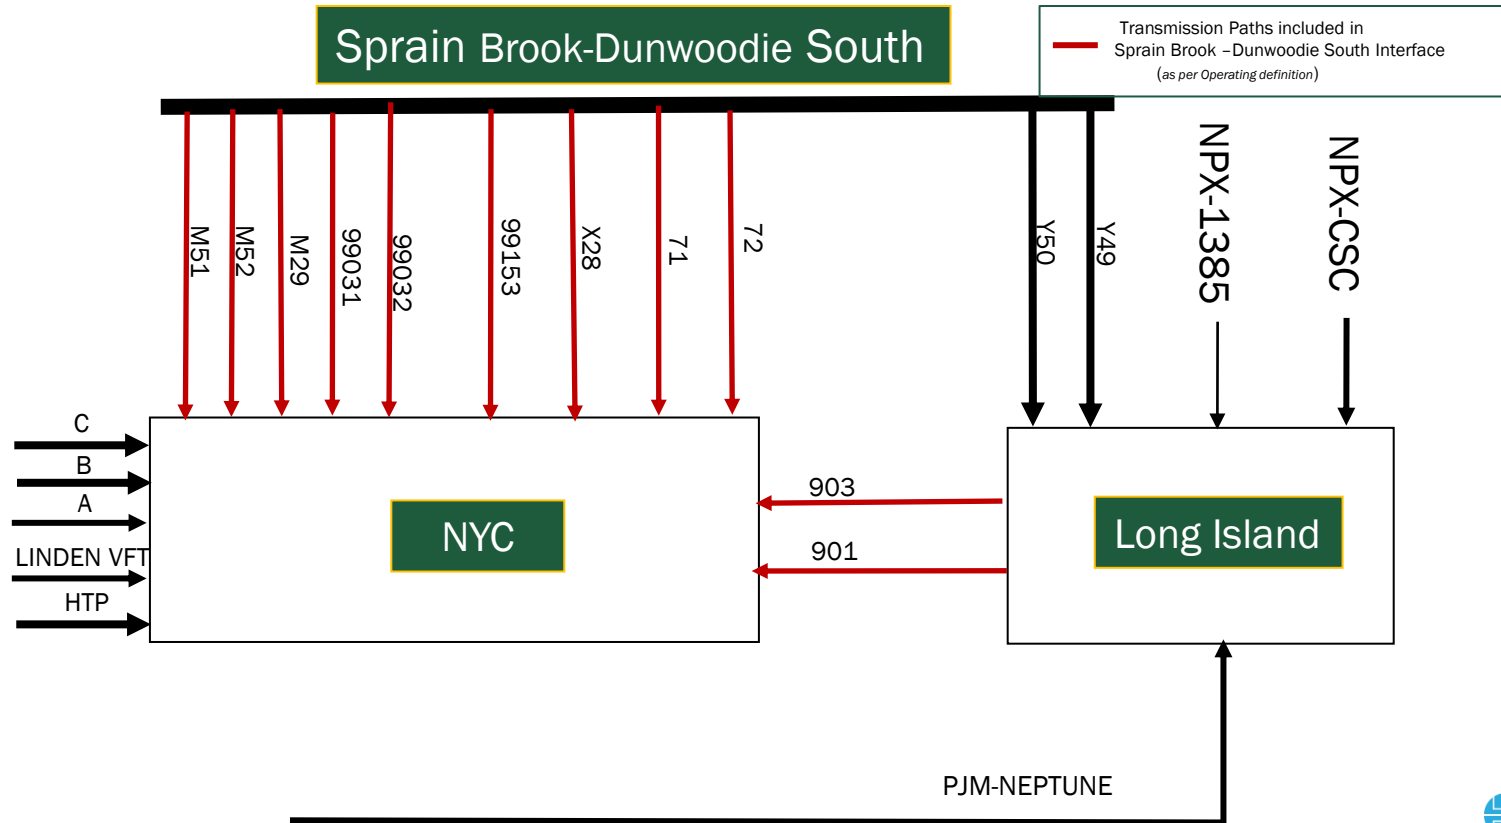 Sprain Brook-Dunwoodie South
Transmission Paths included in
Sprain Brook –Dunwoodie South Interface
(as per Operating definition)
M51
M52
M29
99031
99032
99153
X28
71
72
Y50
Y49
NPX-1385
NPX-CSC
C
B
A
LINDEN VFT
HTP
NYC
903
901
Long Island
PJM-NEPTUNE